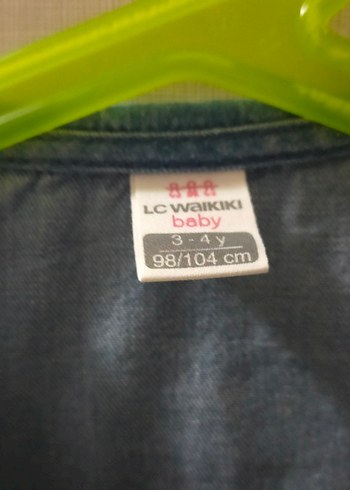 LC WAIKIKI
baby
3 - 4 y
98/104 cm